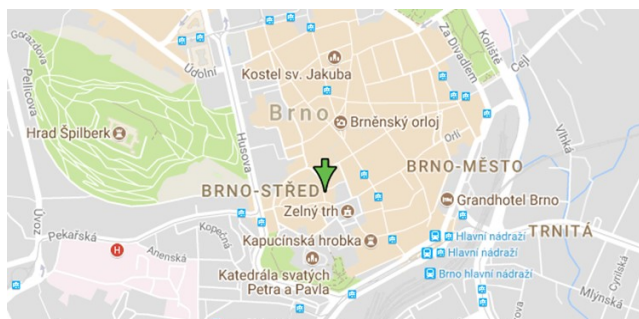 Gorazdova
Za Divadlem
Koliště
Údolní
Kostel sv. Jakuba
Cejl
Pellicova
Brno
Brněnský orloj
Hrad Špilberk
Orlí
Vlhká
Husova
BRNO-MĚSTO
BRNO-STŘED
Grandhotel Brno
Zelný trh
Úvoz
Kopečná
TRNITÁ
Pekařská
Kapucínská hrobka
Hlavní nádraží
H
Anenská
Hlavní nádraží
Katedrála svatých
Petra a Pavla
Brno hlavní nádraží
Cyrilská
Mlýnská